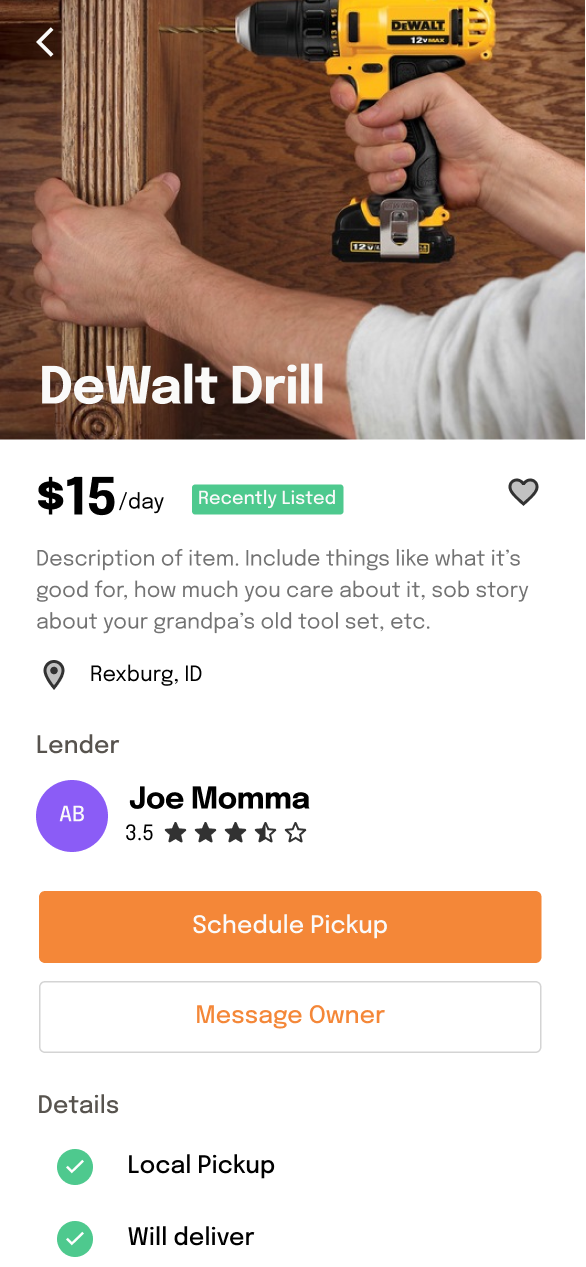 DEWALT
12V MAX
DeWalt Drill
$15/day
Recently Listed
Description of item. Include things like what it’s
good for, how much you care about it, sob story
about your grandpa’s old tool set, etc.
Rexburg, ID
Lender
AB
Joe Momma
3.5
Schedule Pickup
Message Owner
Details
Local Pickup
Will deliver